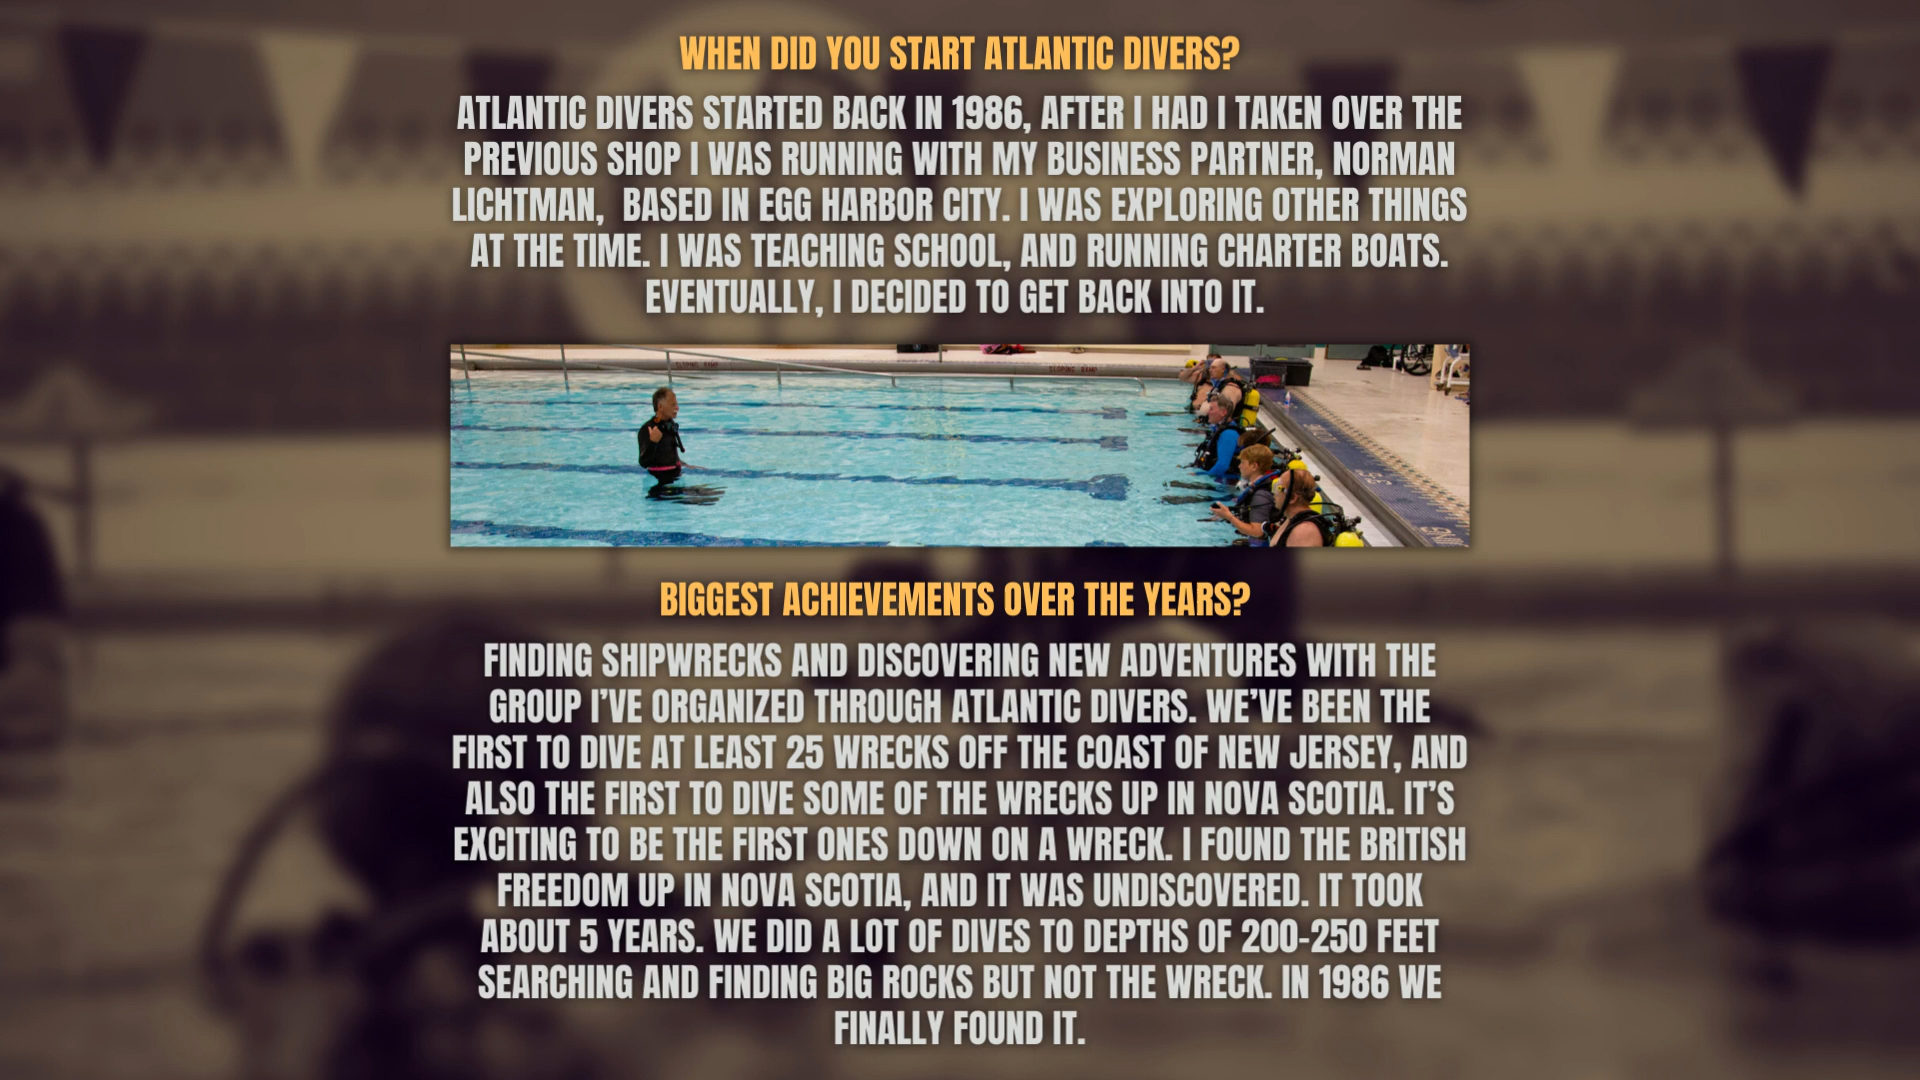 WHEN DID YOU START ATLANTIC DIVERS?
ATLANTIC DIVERS STARTED BACK IN 1986, AFTER I HAD I TAKEN OVER THE
PREVIOUS SHOP I WAS RUNNING WITH MY BUSINESS PARTNER, NORMAN
LICHTMAN,  BASED IN EGG HARBOR CITY. I WAS EXPLORING OTHER THINGS
AT THE TIME. I WAS TEACHING SCHOOL, AND RUNNING CHARTER BOATS.
EVENTUALLY, I DECIDED TO GET BACK INTO IT.
BIGGEST ACHIEVEMENTS OVER THE YEARS?
FINDING SHIPWRECKS AND DISCOVERING NEW ADVENTURES WITH THE
GROUP I’VE ORGANIZED THROUGH ATLANTIC DIVERS. WE’VE BEEN THE
FIRST TO DIVE AT LEAST 25 WRECKS OFF THE COAST OF NEW JERSEY, AND
ALSO THE FIRST TO DIVE SOME OF THE WRECKS UP IN NOVA SCOTIA. IT’S
EXCITING TO BE THE FIRST ONES DOWN ON A WRECK. I FOUND THE BRITISH
FREEDOM UP IN NOVA SCOTIA, AND IT WAS UNDISCOVERED. IT TOOK
ABOUT 5 YEARS. WE DID A LOT OF DIVES TO DEPTHS OF 200-250 FEET
SEARCHING AND FINDING BIG ROCKS BUT NOT THE WRECK. IN 1986 WE
FINALLY FOUND IT.